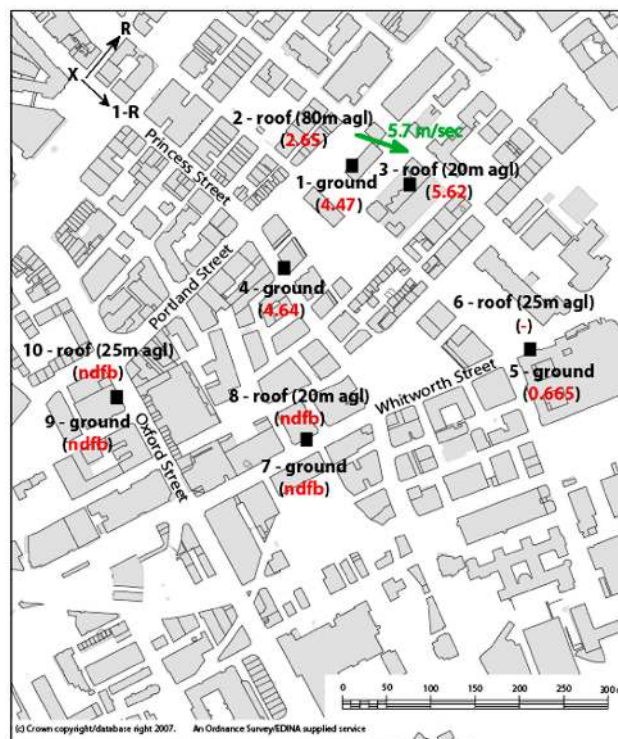 R
X
1-R
Princess Street
2 - roof (80m agl)
(2.65)
5.7 m/sec
3 - roof (20m agl)
(5.62)
1- ground
(4.47)
Portland Street
4 - ground
(4.64)
6 - roof (25m agl)
(-)
5 - ground
(0.665)
10 - roof (25m agl)
(ndfb)
9 - ground
(ndfb)
Oxford Street
8 - roof (20m agl)
(ndfb)
Whitworth Street
7 - ground
(ndfb)
0 50 100 150 200 250 300
(c) Crown copyright/database right 2007. An Ordnance Survey/EDINA supplied service